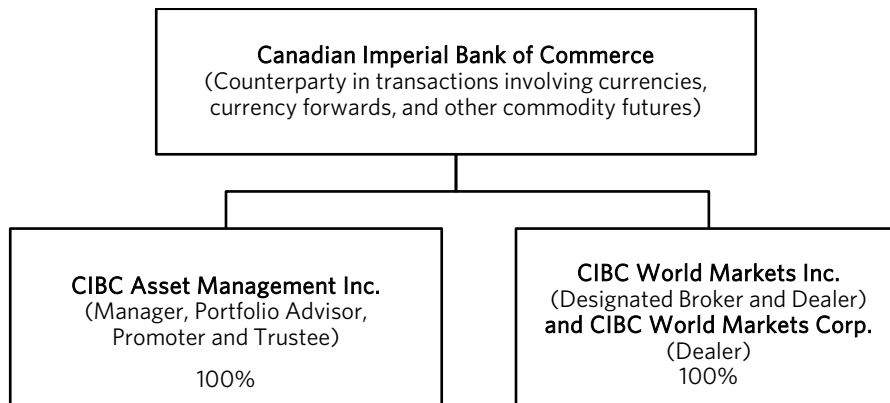 Canadian Imperial Bank of Commerce
(Counterparty in transactions involving currencies,
currency forwards, and other commodity futures)
CIBC Asset Management Inc.
(Manager, Portfolio Advisor,
Promoter and Trustee)
100%
CIBC World Markets Inc.
(Designated Broker and Dealer)
and CIBC World Markets Corp.
(Dealer)
100%